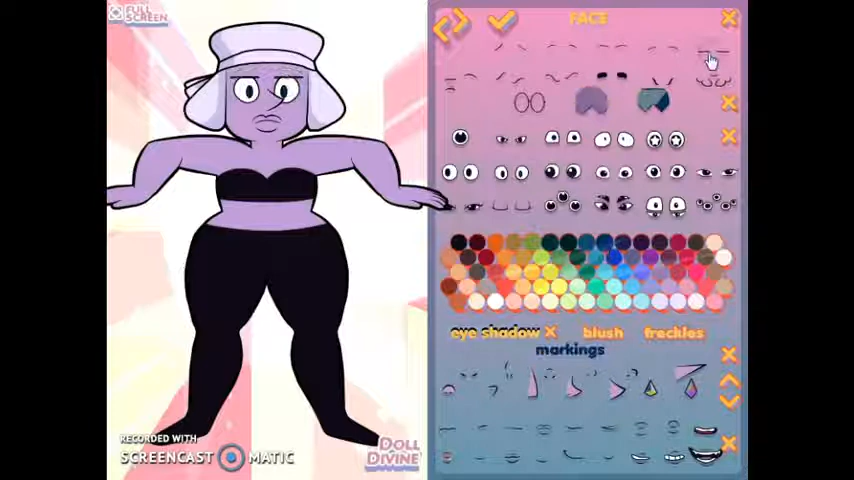 FULL
SCREEN
FACE
eye shadow
blush
freckles
markings
RECORDED WITH
SCREENCAST MATIC
DOLL
DIVINE